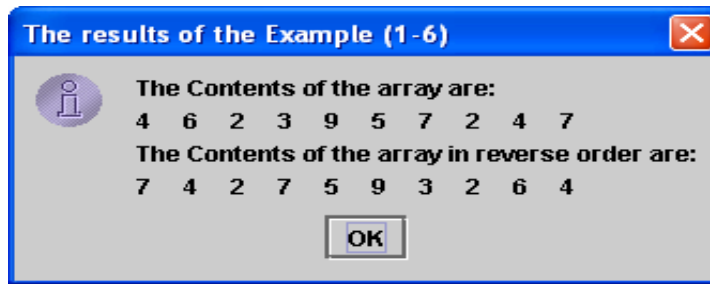 The results of the Example (1-6)
The Contents of the array are:
4 6 2 3 9 5 7 2 4 7
The Contents of the array in reverse order are:
7 4 2 7 5 9 3 2 6 4
OK